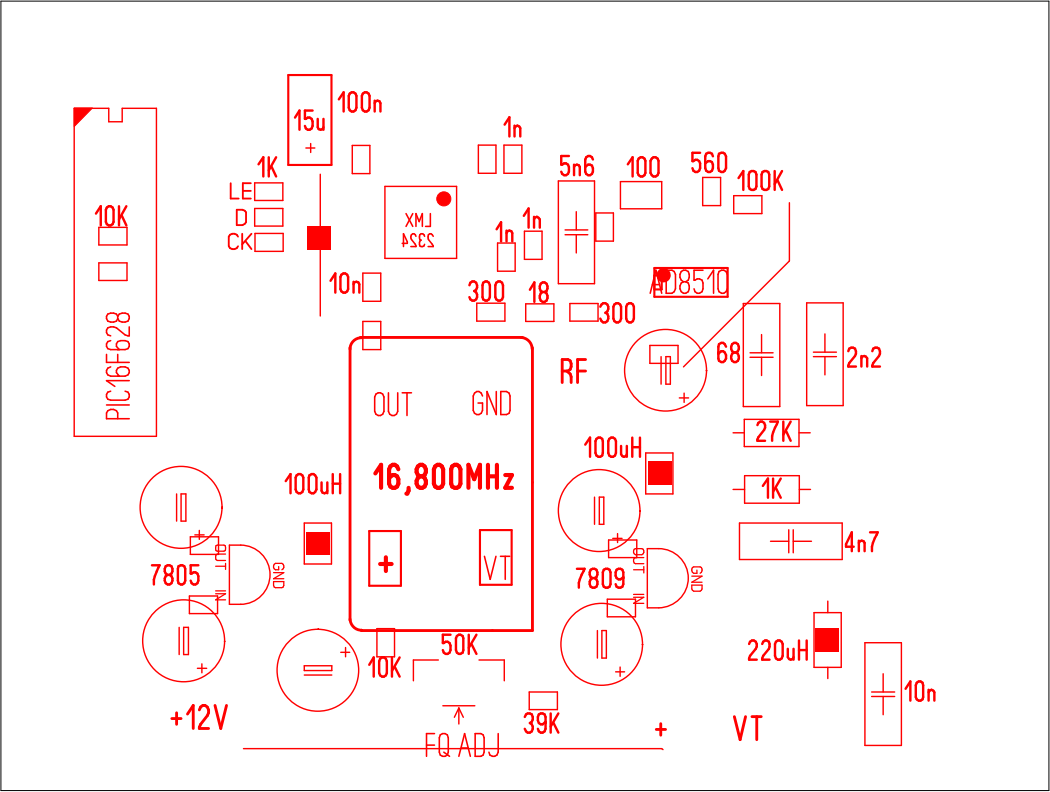 100n
15u
+
1n
1K
LE
D
CK
10K
LMX
2324
5n6
100
560
100K
1n
1n
10n
300
18
300
AD8510
PIC16F628
RF
+
68
2n2
OUT
GND
16,800MHz
+
VT
27K
100uH
100uH
1K
4n7
+
OUT
7805
GND
IN
+
+
OUT
7809
GND
IN
+
+
10K
50K
220uH
10n
39K
+12V
FQ ADJ
+
VT